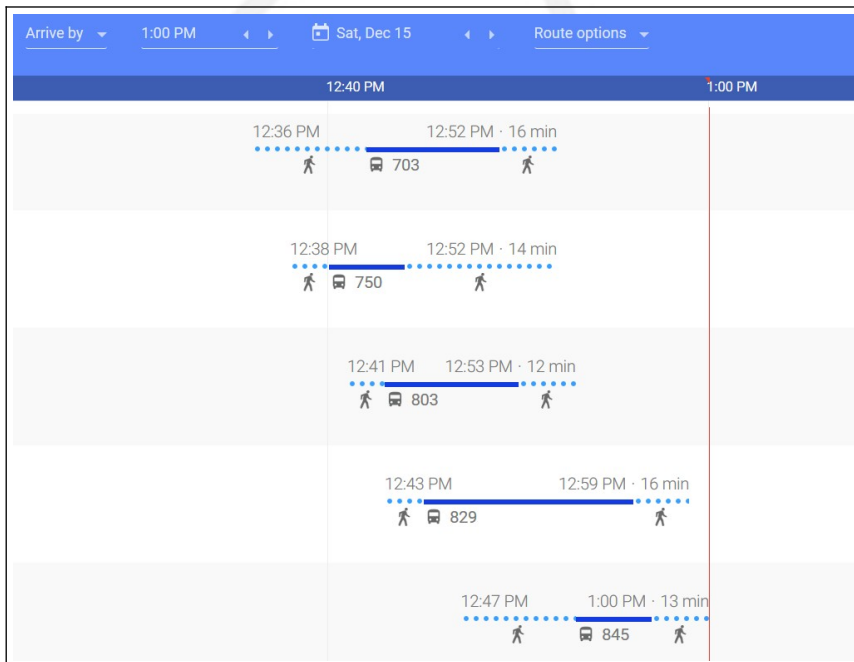 Arrive by 1:00 PM Sat, Dec 15 Route options
12:40 PM 1:00 PM
12:36 PM 12:52 PM · 16 min
703
12:38 PM 12:52 PM · 14 min
750
12:41 PM 12:53 PM · 12 min
803
12:43 PM 12:59 PM · 16 min
829
12:47 PM 1:00 PM · 13 min
845